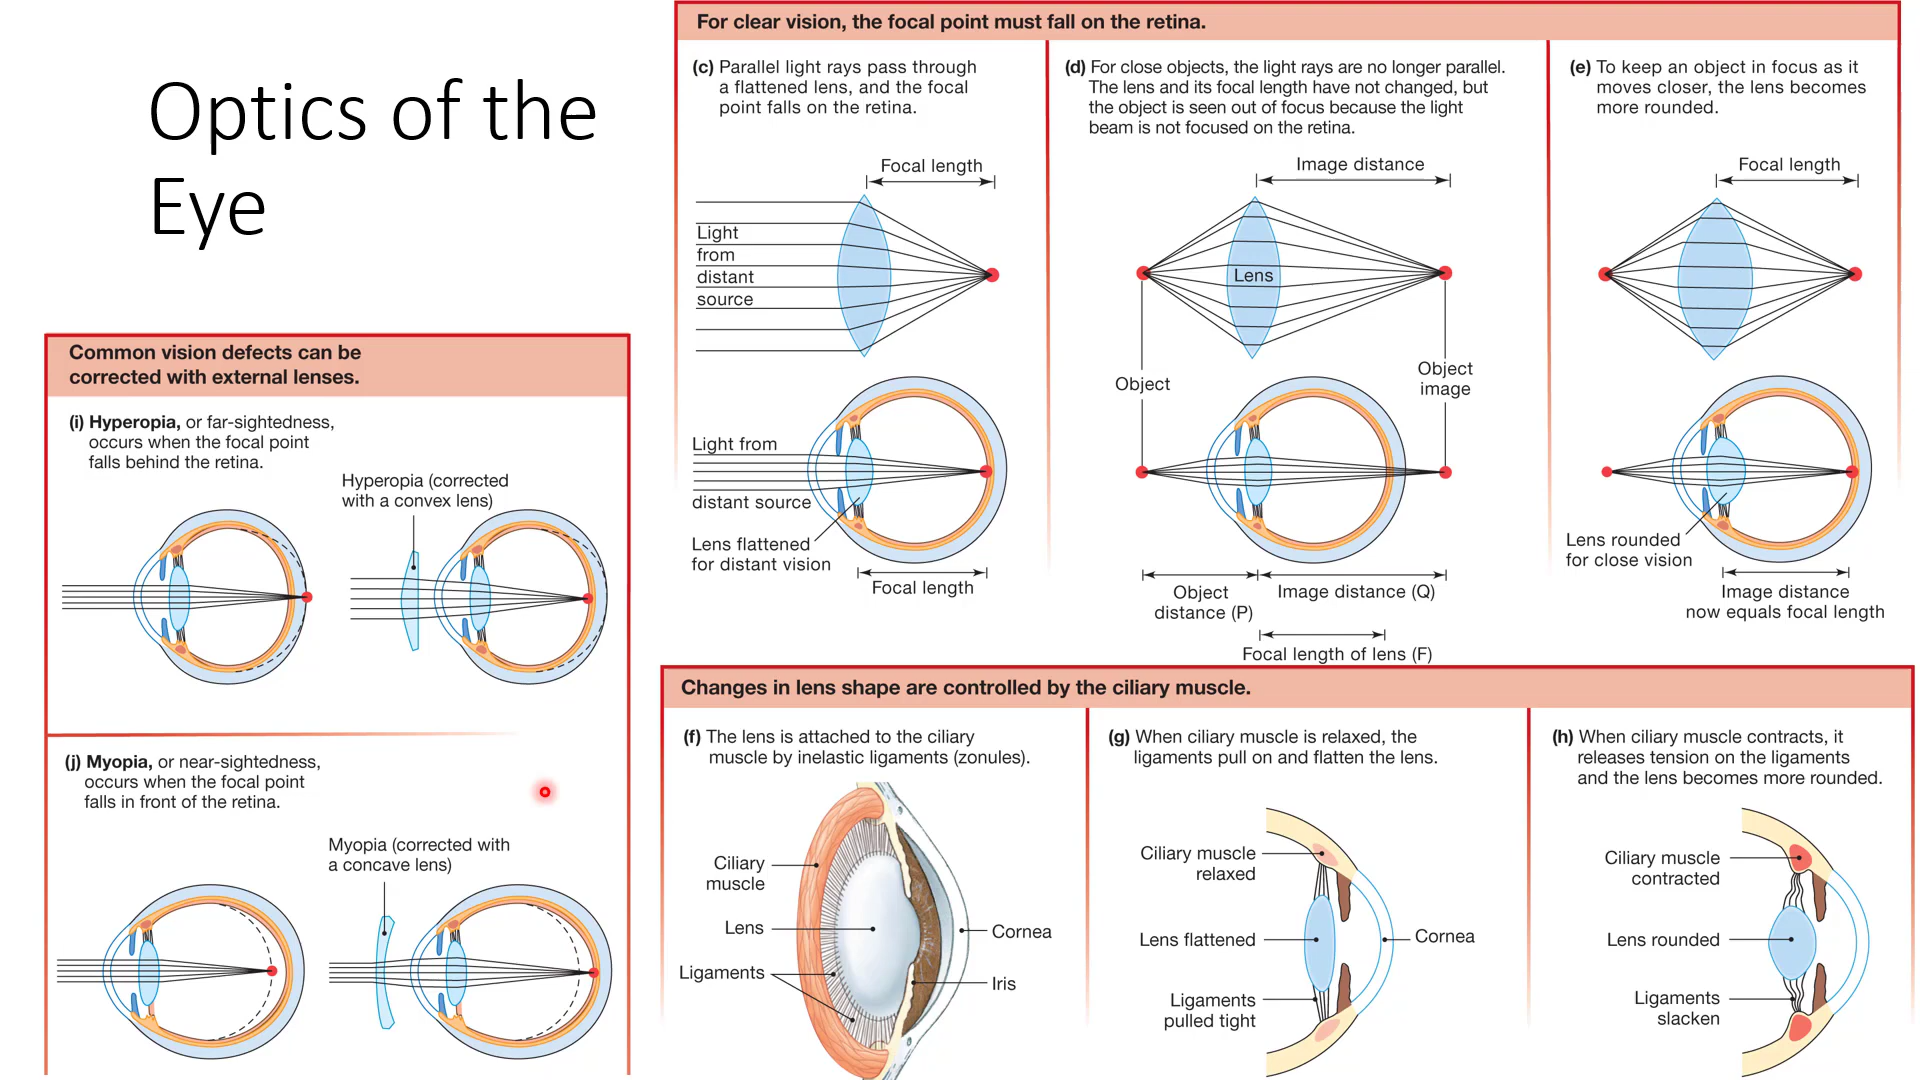 Optics of the
Eye
Common vision defects can be
corrected with external lenses.
(i) Hyperopia, or far-sightedness,
occurs when the focal point
falls behind the retina.
Hyperopia (corrected
with a convex lens)
(j) Myopia, or near-sightedness,
occurs when the focal point
falls in front of the retina.
Myopia (corrected with
a concave lens)
For clear vision, the focal point must fall on the retina.
(c) Parallel light rays pass through
a flattened lens, and the focal
point falls on the retina.
Focal length
Light
from
distant
source
Light from
distant source
Lens flattened
for distant vision
Focal length
(d) For close objects, the light rays are no longer parallel.
The lens and its focal length have not changed, but
the object is seen out of focus because the light
beam is not focused on the retina.
Image distance
Lens
Object
Object
image
Object
distance (P)
Image distance (Q)
Focal length of lens (F)
(e) To keep an object in focus as it
moves closer, the lens becomes
more rounded.
Focal length
Lens rounded
for close vision
Image distance
now equals focal length
Changes in lens shape are controlled by the ciliary muscle.
(f) The lens is attached to the ciliary
muscle by inelastic ligaments (zonules).
Ciliary
muscle
Lens
Ligaments
Cornea
Iris
(g) When ciliary muscle is relaxed, the
ligaments pull on and flatten the lens.
Ciliary muscle
relaxed
Lens flattened
Cornea
Ligaments
pulled tight
(h) When ciliary muscle contracts, it
releases tension on the ligaments
and the lens becomes more rounded.
Ciliary muscle
contracted
Lens rounded
Ligaments
slacken